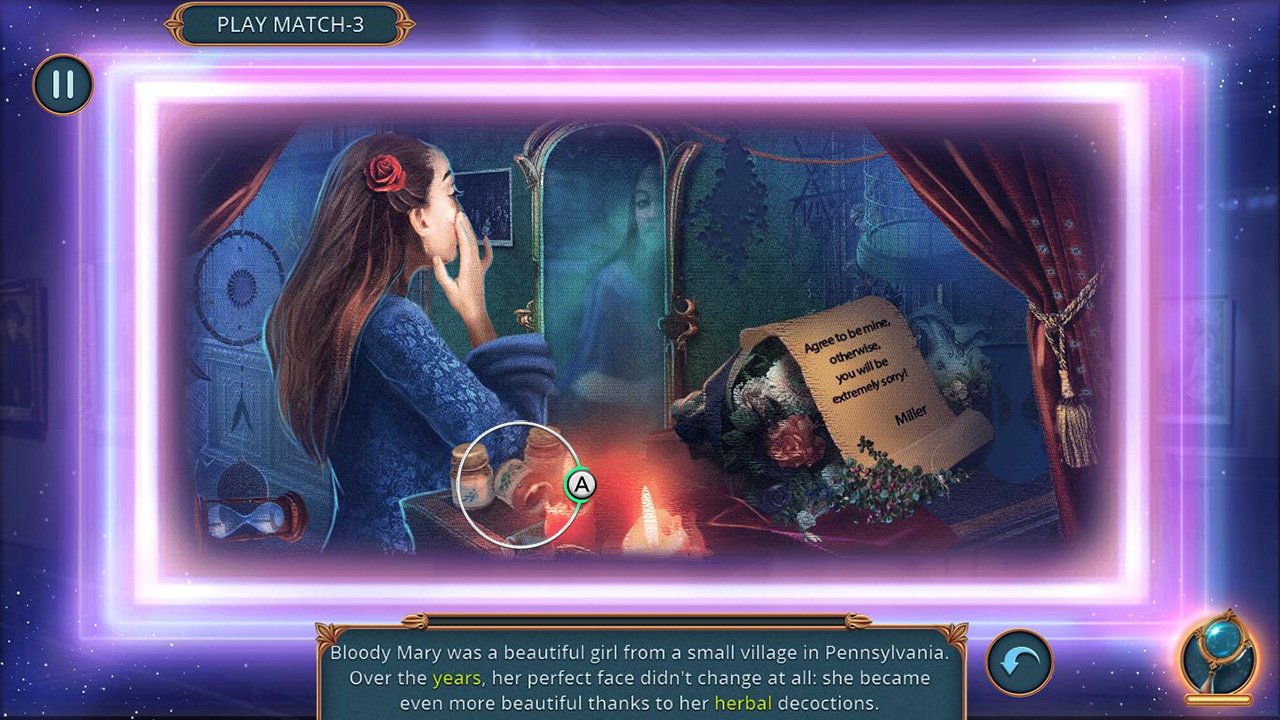 PLAY MATCH-3
Agree to be mine,
otherwise,
you will be
extremely sorry!
Miller
A
Bloody Mary was a beautiful girl from a small village in Pennsylvania.
Over the years, her perfect face didn't change at all: she became
even more beautiful thanks to her herbal decoctions.